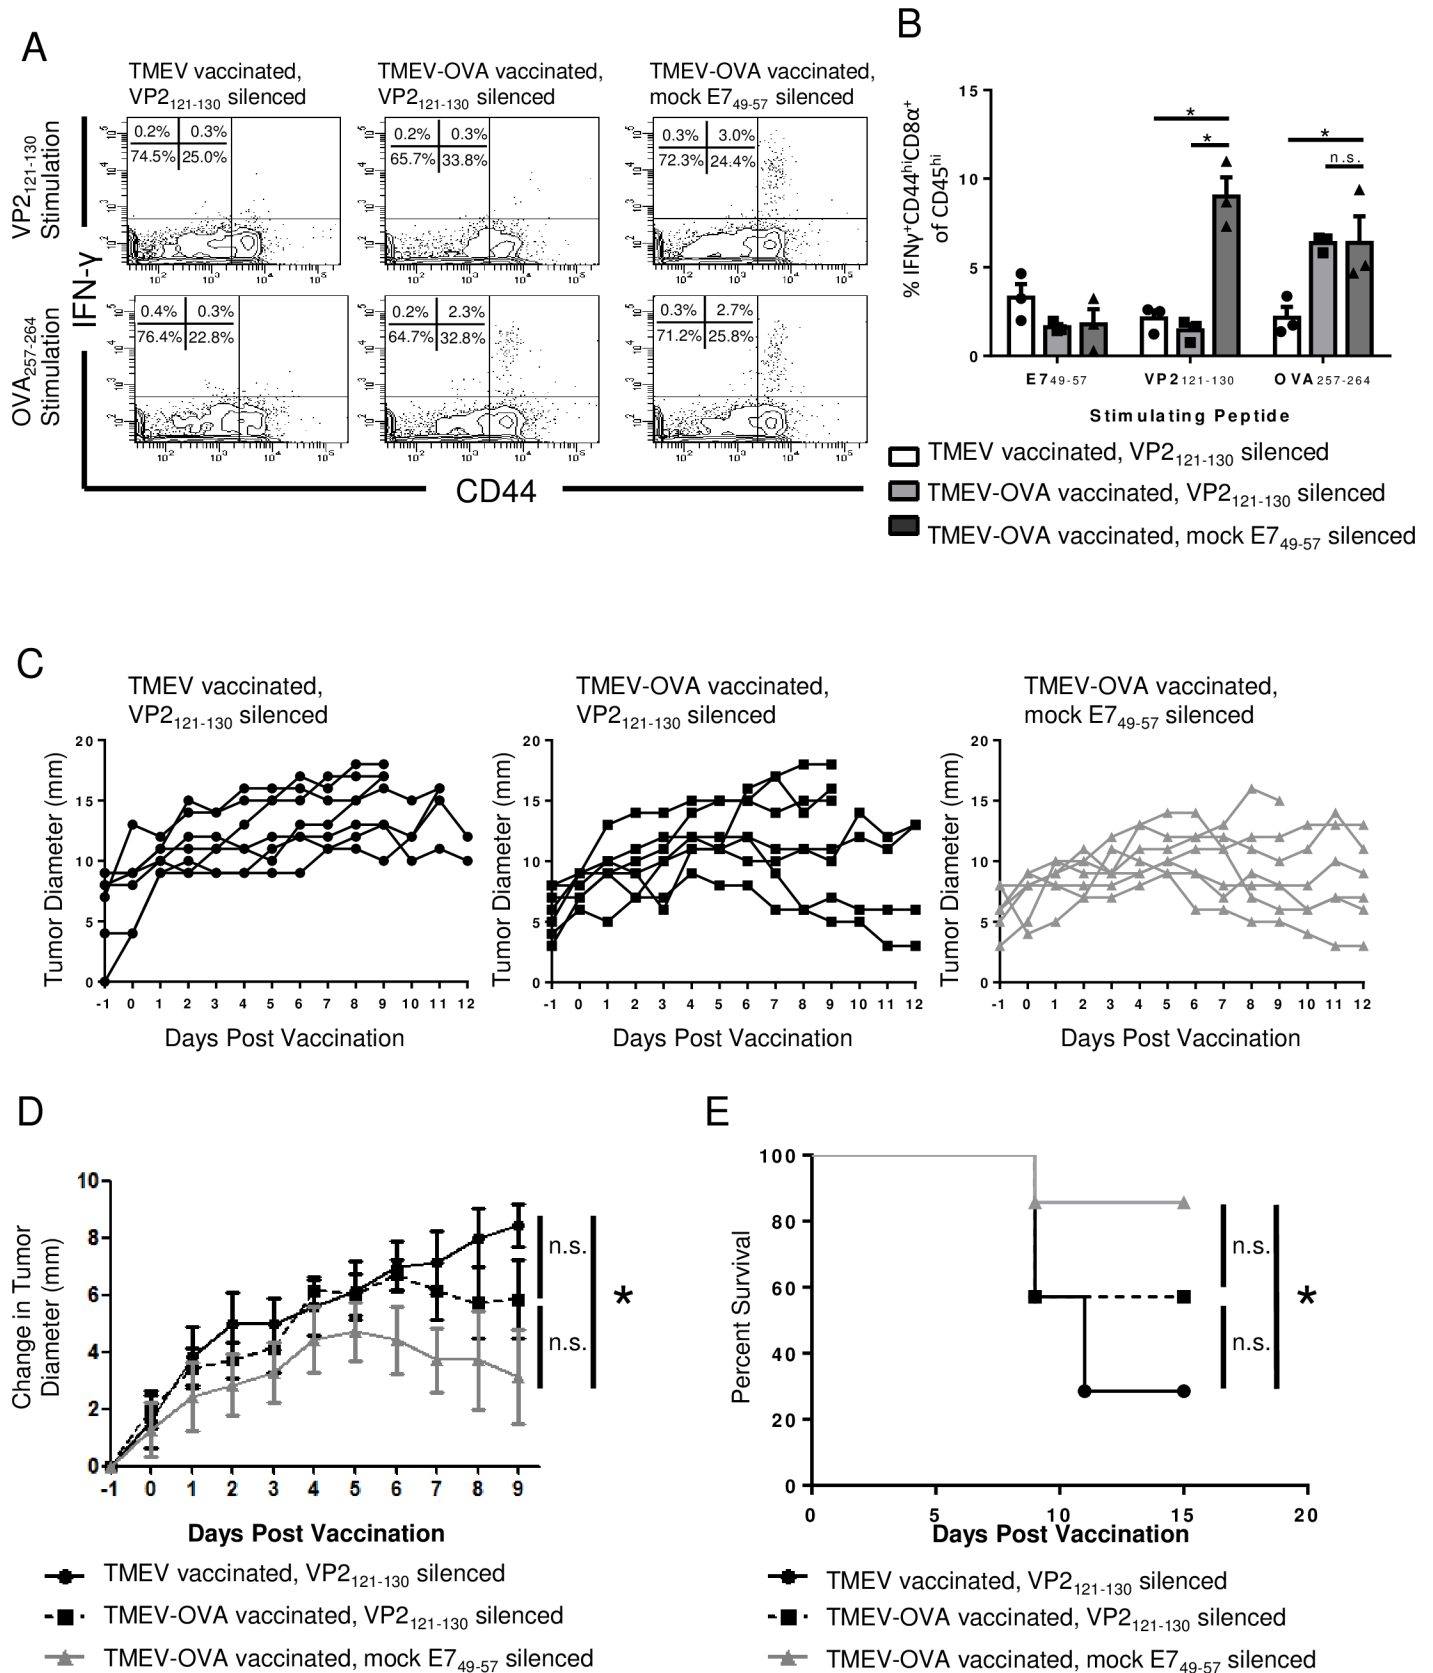 A
TMEV vaccinated,
VP2121-130 silenced
TMEV-OVA vaccinated,
VP2121-130 silenced
TMEV-OVA vaccinated,
mock E749-57 silenced
VP2121-130
Stimulation
OVA257-264
Stimulation
IFN-γ
CD44
0.2% 0.3%
74.5% 25.0%
0.2% 0.3%
65.7% 33.8%
0.3% 3.0%
72.3% 24.4%
0.4% 0.3%
76.4% 22.8%
0.2% 2.3%
64.7% 32.8%
0.3% 2.7%
71.2% 25.8%
B
% IFNγ+CD44hiCD8α+
of CD45hi
15
10
5
0
* * * n.s.
E749-57 VP2121-130 OVA257-264
Stimulating Peptide
TMEV vaccinated, VP2121-130 silenced
TMEV-OVA vaccinated, VP2121-130 silenced
TMEV-OVA vaccinated, mock E749-57 silenced
C
TMEV vaccinated,
VP2121-130 silenced
Tumor Diameter (mm)
20
15
10
5
0
-1 0 1 2 3 4 5 6 7 8 9 10 11 12
Days Post Vaccination
TMEV-OVA vaccinated,
VP2121-130 silenced
Tumor Diameter (mm)
20
15
10
5
0
-1 0 1 2 3 4 5 6 7 8 9 10 11 12
Days Post Vaccination
TMEV-OVA vaccinated,
mock E749-57 silenced
Tumor Diameter (mm)
20
15
10
5
0
-1 0 1 2 3 4 5 6 7 8 9 10 11 12
Days Post Vaccination
D
Change in Tumor
Diameter (mm)
10
8
6
4
2
0
-1 0 1 2 3 4 5 6 7 8 9
n.s.
n.s.
*
Days Post Vaccination
TMEV vaccinated, VP2121-130 silenced
TMEV-OVA vaccinated, VP2121-130 silenced
TMEV-OVA vaccinated, mock E749-57 silenced
E
Percent Survival
100
80
60
40
20
0
0 5 10 15 20
n.s.
n.s.
*
Days Post Vaccination
TMEV vaccinated, VP2121-130 silenced
TMEV-OVA vaccinated, VP2121-130 silenced
TMEV-OVA vaccinated, mock E749-57 silenced